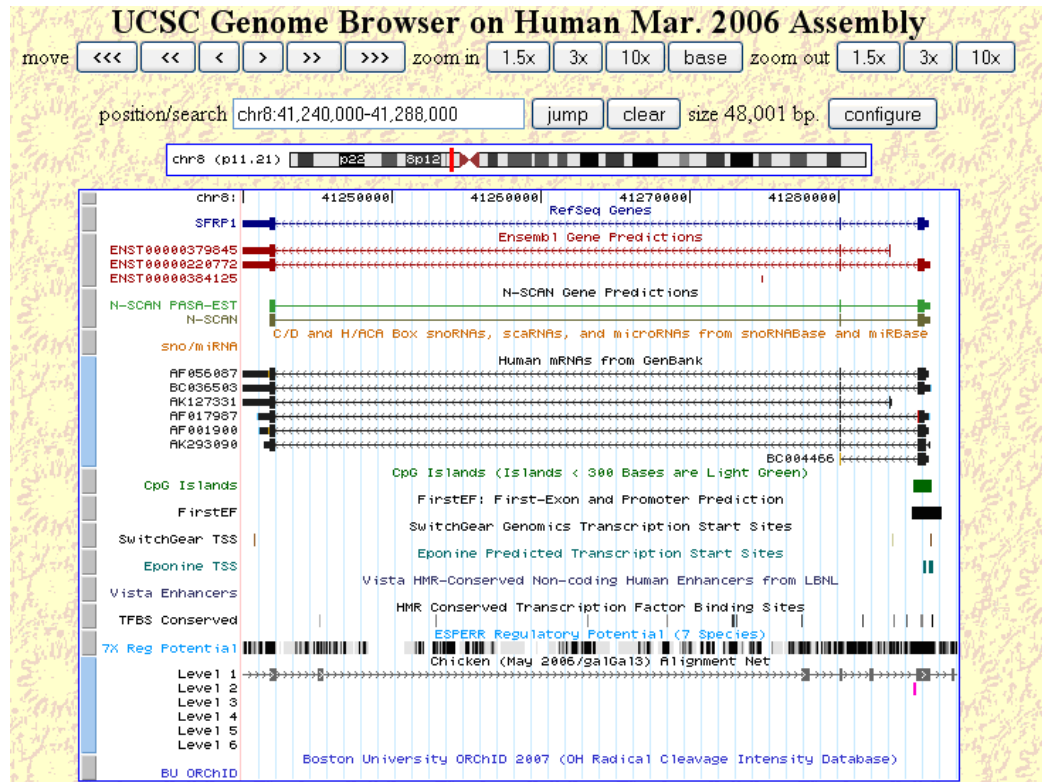 UCSC Genome Browser on Human Mar. 2006 Assembly
move <<< << < > >> >>> zoom in 1.5x 3x 10x base zoom out 1.5x 3x 10x
position/search chr8:41,240,000-41,288,000 jump clear size 48,001 bp. configure
chr8 (p11.21) p22 8p12
chr8: 41250000 41260000 41270000 41280000
RefSeq Genes
SFRP1
Ensembl Gene Predictions
ENST00000379845
ENST00000220772
ENST00000384125
N-SCAN Gene Predictions
N-SCAN PASA-EST
N-SCAN
C/D and H/ACA Box snoRNAs, scaRNAs, and microRNAs from snoRNABase and miRBase
sno/miRNA
Human mRNAs from GenBank
AF056087
BC036503
AK127331
AF017987
AF001900
AK293090
BC004466
CpG Islands (Islands < 300 Bases are Light Green)
CpG Islands
FirstEF: First-Exon and Promoter Prediction
FirstEF
SwitchGear Genomics Transcription Start Sites
SwitchGear TSS
Eponine Predicted Transcription Start Sites
Eponine TSS
Vista HMR-Conserved Non-coding Human Enhancers from LBNL
Vista Enhancers
HMR Conserved Transcription Factor Binding Sites
TFBS Conserved
ESPERR Regulatory Potential (7 Species)
7X Reg Potential
Chicken (May 2006/galGal3) Alignment Net
Level 1
Level 2
Level 3
Level 4
Level 5
Level 6
Boston University ORChID 2007 (OH Radical Cleavage Intensity Database)
BU ORChID